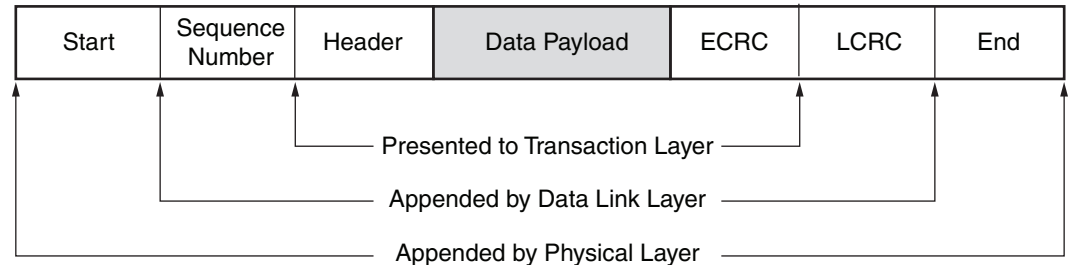 Start
Sequence
Number
Header
Data Payload
ECRC
LCRC
End
Presented to Transaction Layer
Appended by Data Link Layer
Appended by Physical Layer